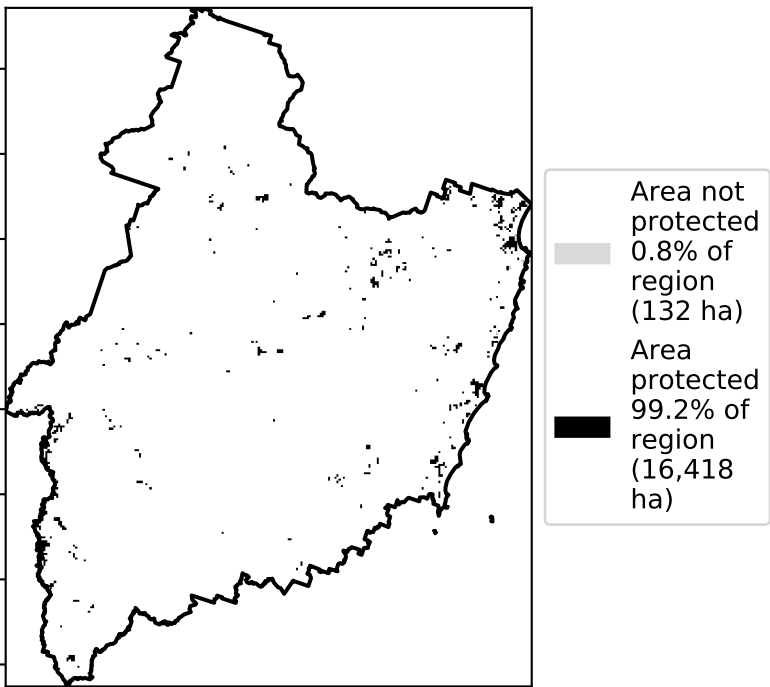 Area not
protected
0.8% of
region
(132 ha)
Area
protected
99.2% of
region
(16,418
ha)